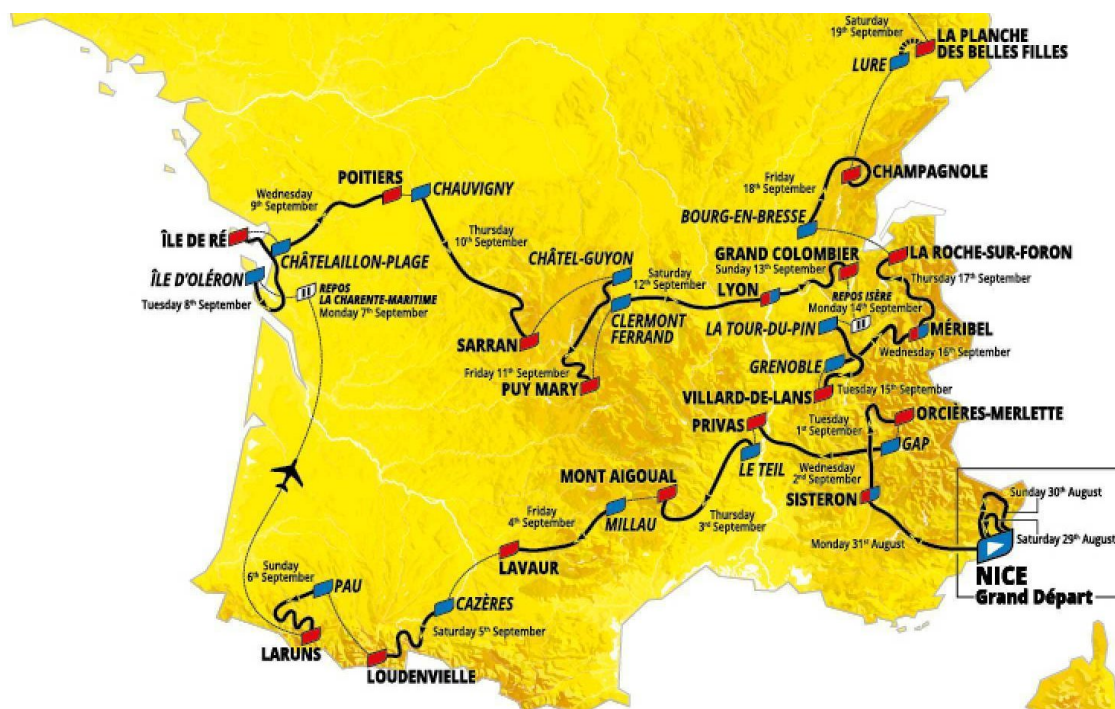 Saturday
19th September
LA PLANCHE
DES BELLES FILLES
LURE
CHAMPAGNOLE
Friday
18th September
BOURG-EN-BRESSE
POITIERS
CHAUVIGNY
Wednesday
9th September
Thursday
10th September
ÎLE DE RÉ
CHÂTELAILLON-PLAGE
ÎLE D'OLÉRON
Tuesday 8th September
REPOS
LA CHARENTE-MARITIME
Monday 7th September
CHÂTEL-GUYON
Saturday
12th September
CLERMONT
FERRAND
SARRAN
Friday 11th September
PUY MARY
GRAND COLOMBIER
Sunday 13th September
LYON
LA ROCHE-SUR-FORON
Thursday 17th September
REPOS ISÈRE
Monday 14th September
LA TOUR-DU-PIN
MÉRIBEL
Wednesday 16th September
GRENOBLE
Tuesday 15th September
VILLARD-DE-LANS
PRIVAS
Tuesday
1st September
ORCIÈRES-MERLETTE
GAP
LE TEIL
Wednesday
2nd September
SISTERON
MONT AIGOUAL
MILLAU
Thursday
3rd September
Friday
4th September
LAVAUR
Monday 31st August
Sunday 30th August
Saturday 29th August
NICE
Grand Départ
Sunday
6th September
PAU
CAZÈRES
Saturday 5th September
LARUNS
LOUDENVIELLE